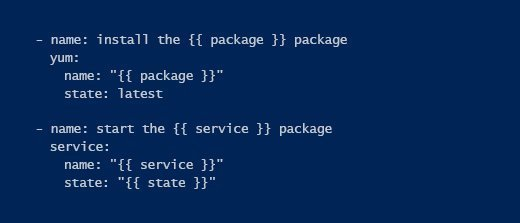 - name: install the {{ package }} package
  yum:
    name: "{{ package }}"
    state: latest

- name: start the {{ service }} package
  service:
    name: "{{ service }}"
    state: "{{ state }}"